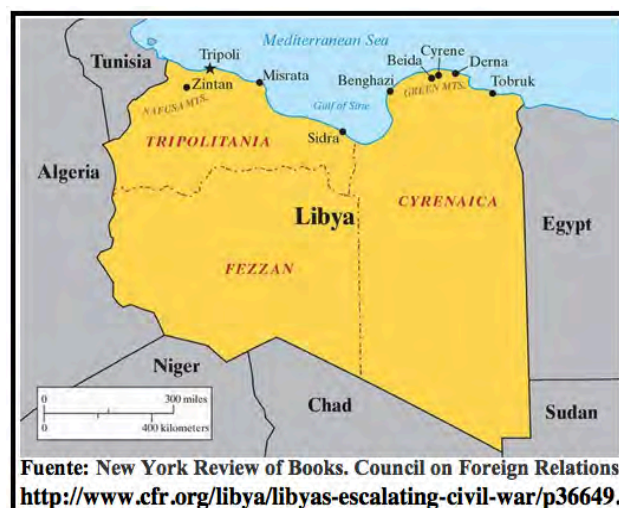 Mediterranean Sea
Tunisia
Tripoli
Zintan
Misrata
NAFUSA MTS.
Cyrene
Beida
Derna
Benghazi
GREEN MTS.
Tobruk
Gulf of Sirte
Sidra
TRIPOLITANIA
Algeria
CYRENAICA
Libya
Egypt
FEZZAN
Niger
Chad
Sudan
0 300 miles
0 400 kilometers
Fuente: New York Review of Books. Council on Foreign Relations
http://www.cfr.org/libya/libyas-escalating-civil-war/p36649.